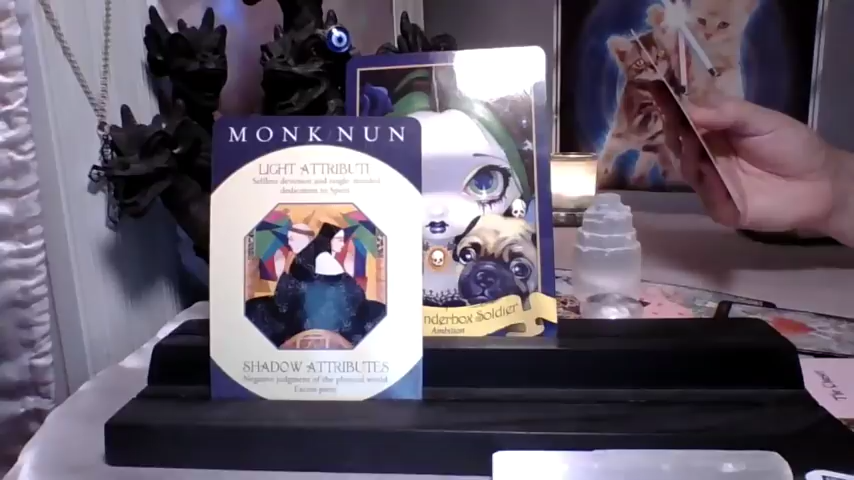 MONK NUN
LIGHT ATTRIBUTE
Selfless devotion and single-minded
dedication to Spirit
SHADOW ATTRIBUTES
Negative judgment of the physical world
Excess piety
nderbox Soldier
Ambition